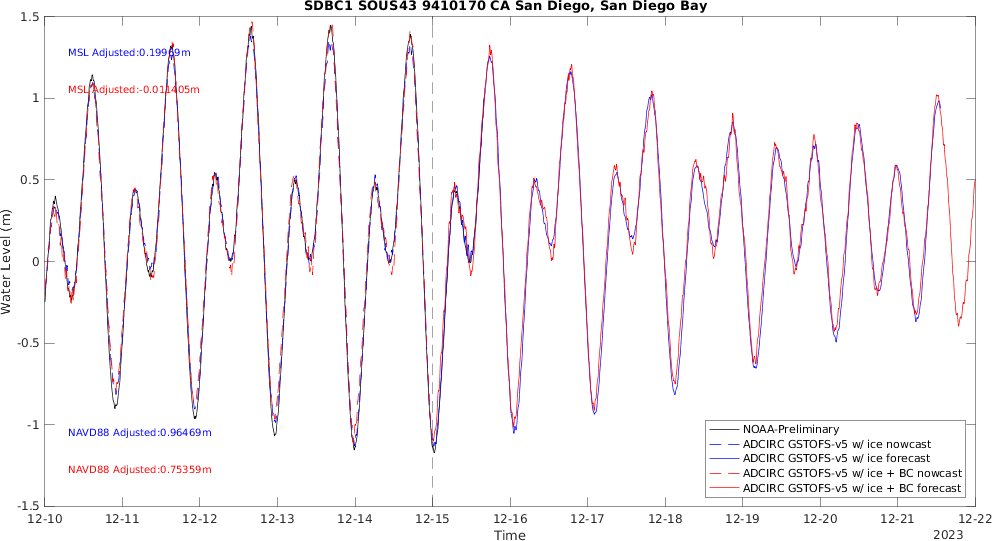 SDBC1 SOUS43 9410170 CA San Diego, San Diego Bay
1.5
1
0.5
0
-0.5
-1
-1.5
Water Level (m)
MSL Adjusted:0.19969m
MSL Adjusted:-0.011405m
NAVD88 Adjusted:0.96469m
NAVD88 Adjusted:0.75359m
NOAA-Preliminary
ADCIRC GSTOFS-v5 w/ ice nowcast
ADCIRC GSTOFS-v5 w/ ice forecast
ADCIRC GSTOFS-v5 w/ ice + BC nowcast
ADCIRC GSTOFS-v5 w/ ice + BC forecast
12-10 12-11 12-12 12-13 12-14 12-15 12-16 12-17 12-18 12-19 12-20 12-21 12-22
Time
2023